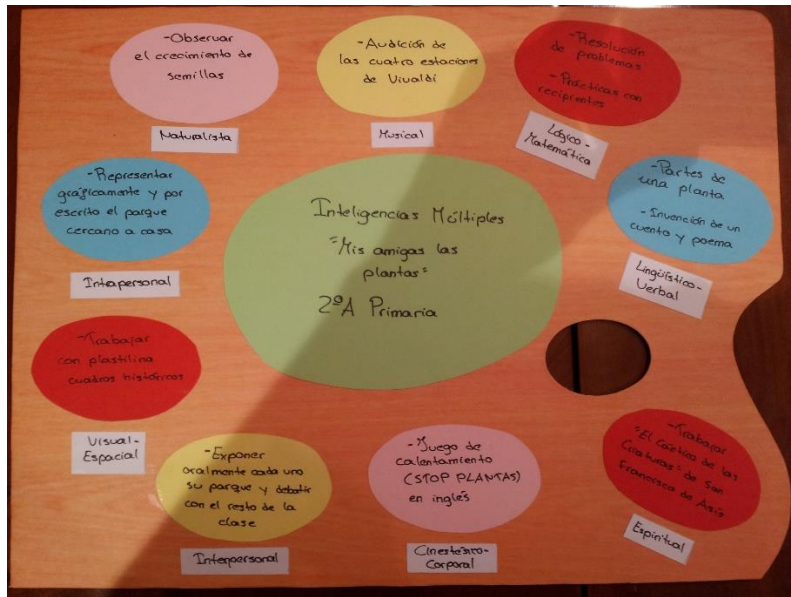 -Observar
el crecimiento de
semillas
Naturalista
-Audición de
las cuatro estaciones
de Vivaldi
Musical
-Resolución
de problemas
-Prácticas con
recipientes
Lógico-
Matemática
-Partes de
una planta
-Invención de un
cuento y poema
Lingüístico-
Verbal
-Representar
gráficamente y por
escrito el parque
cercano a casa
Intrapersonal
Inteligencias Múltiples
"Mis amigas las
plantas"
2ºA Primaria
-Trabajar
con plastilina
cuadros históricos
Visual-
Espacial
-Exponer
oralmente cada uno
su parque y debatir
con el resto de la
clase
Interpersonal
-Juego de
calentamiento
(STOP PLANTAS)
en inglés
Cinestésico-
Corporal
-Trabajar
"El Cántico de las
Criaturas" de San
Francisco de Asís
Espiritual